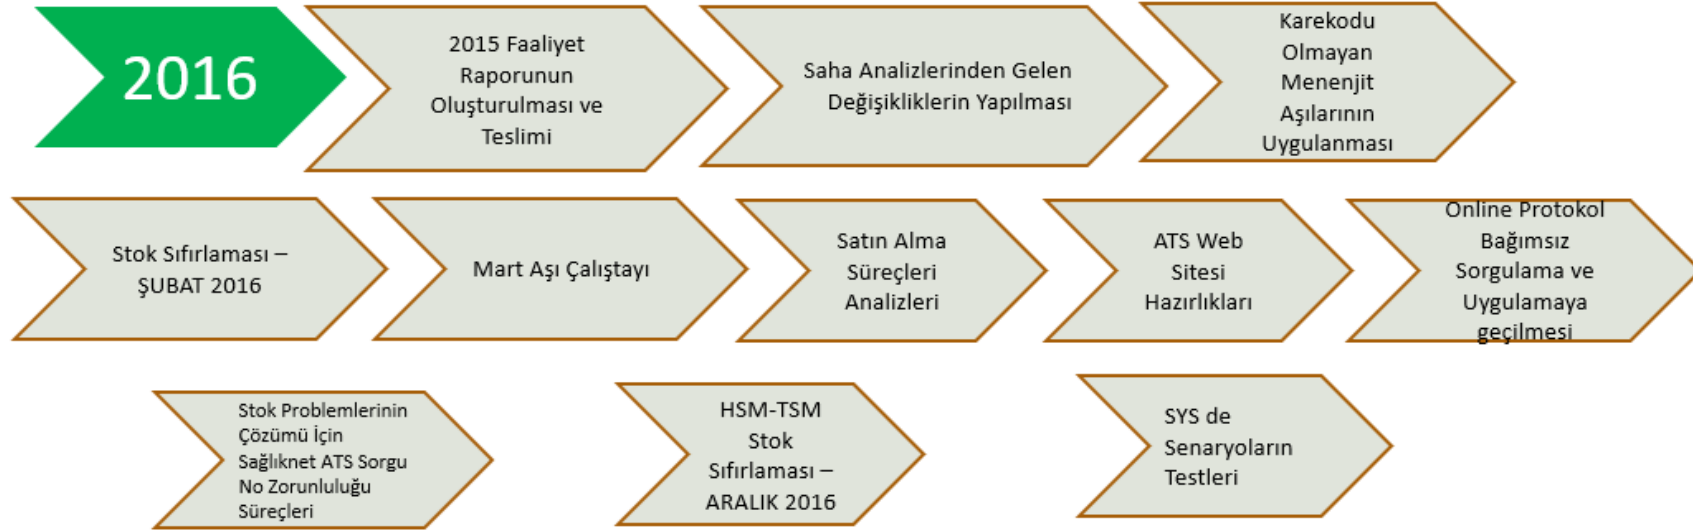 2016
2015 Faaliyet
Raporunun
Oluşturulması ve
Teslimi
Saha Analizlerinden Gelen
Değişikliklerin Yapılması
Karekodu
Olmayan
Menenjit
Aşılarının
Uygulanması
Stok Sıfırlaması –
ŞUBAT 2016
Mart Aşı Çalıştayı
Satın Alma
Süreçleri
Analizleri
ATS Web
Sitesi
Hazırlıkları
Online Protokol
Bağımsız
Sorgulama ve
Uygulamaya
geçilmesi
Stok Problemlerinin
Çözümü İçin
Sağlıknet ATS Sorgu
No Zorunluluğu
Süreçleri
HSM-TSM
Stok
Sıfırlaması –
ARALIK 2016
SYS de
Senaryoların
Testleri